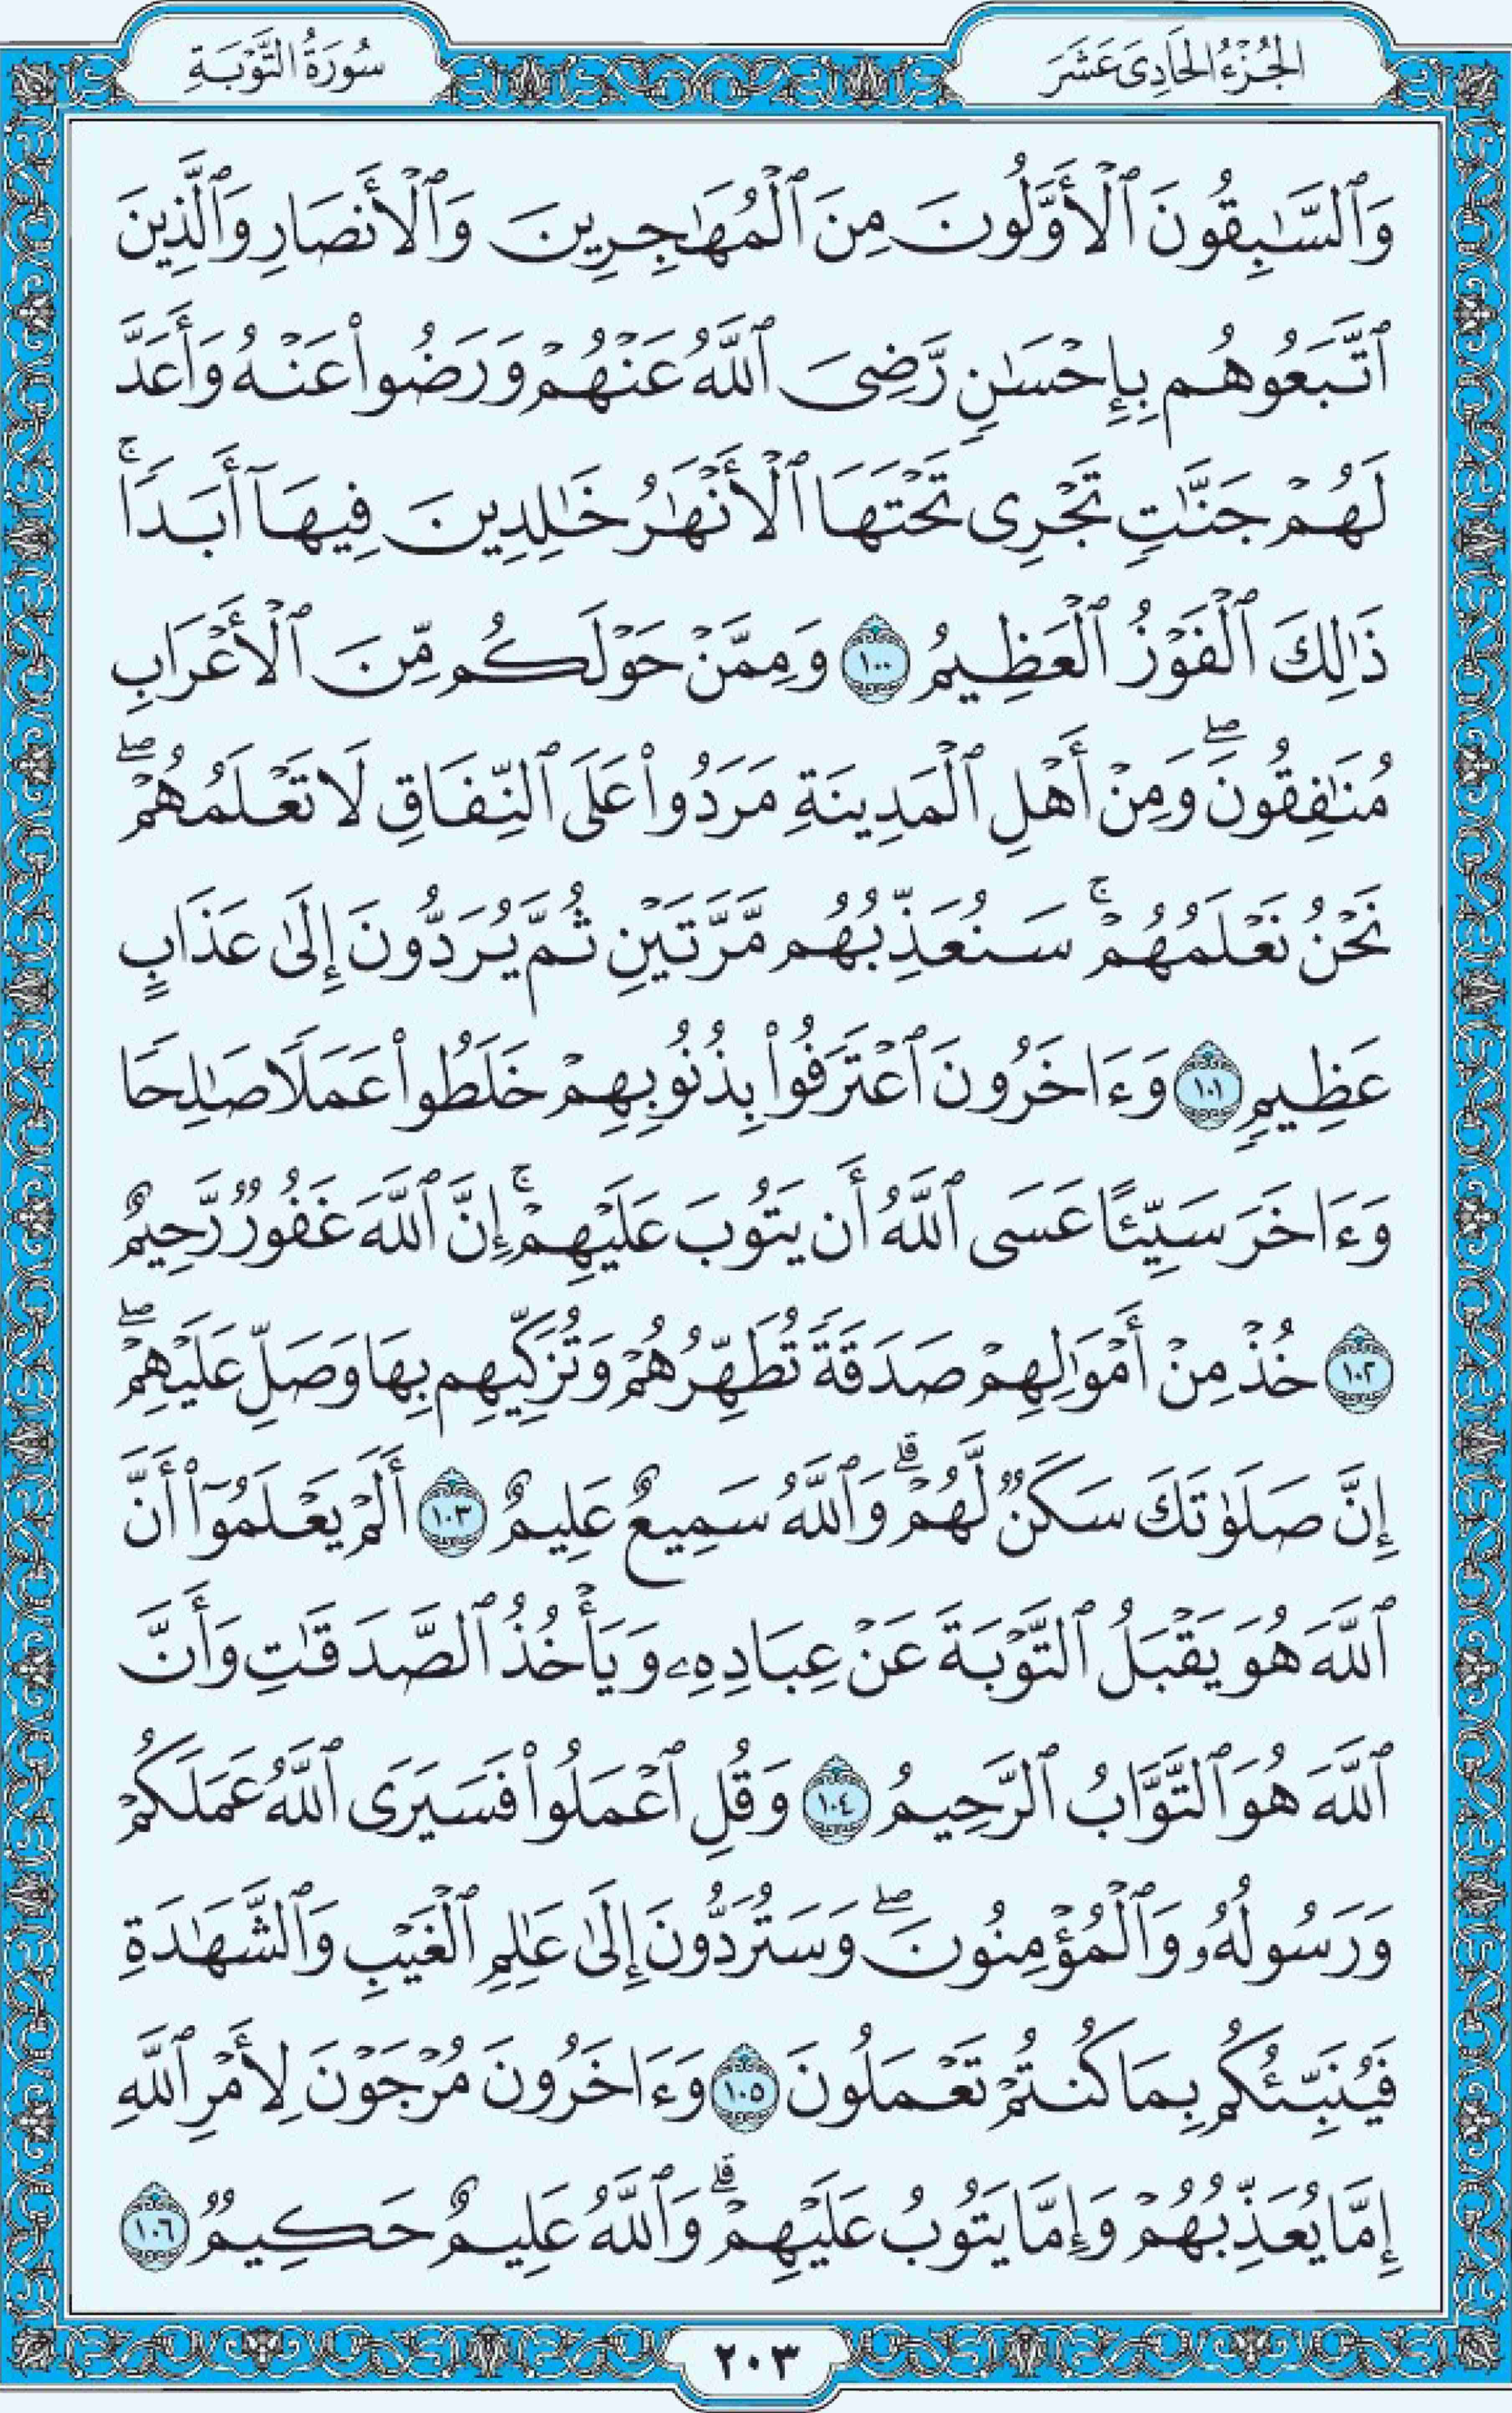 الجُزْءُ الحَادِى عَشَرَ
سُورَةُ التَّوْبَةِ
وَٱلسَّٰبِقُونَ ٱلْأَوَّلُونَ مِنَ ٱلْمُهَٰجِرِينَ وَٱلْأَنصَارِ وَٱلَّذِينَ
ٱتَّبَعُوهُم بِإِحْسَٰنٍ رَّضِىَ ٱللَّهُ عَنْهُمْ وَرَضُوا۟ عَنْهُ وَأَعَدَّ
لَهُمْ جَنَّٰتٍ تَجْرِى تَحْتَهَا ٱلْأَنْهَٰرُ خَٰلِدِينَ فِيهَآ أَبَدًا ۚ
ذَٰلِكَ ٱلْفَوْزُ ٱلْعَظِيمُ ١٠٠ وَمِمَّنْ حَوْلَكُم مِّنَ ٱلْأَعْرَابِ
مُنَٰفِقُونَ ۖ وَمِنْ أَهْلِ ٱلْمَدِينَةِ مَرَدُوا۟ عَلَى ٱلنِّفَاقِ لَا تَعْلَمُهُمْ ۖ
نَحْنُ نَعْلَمُهُمْ ۚ سَنُعَذِّبُهُم مَّرَّتَيْنِ ثُمَّ يُرَدُّونَ إِلَىٰ عَذَابٍ
عَظِيمٍ ١٠١ وَءَاخَرُونَ ٱعْتَرَفُوا۟ بِذُنُوبِهِمْ خَلَطُوا۟ عَمَلًا صَٰلِحًا
وَءَاخَرَ سَيِّئًا عَسَى ٱللَّهُ أَن يَتُوبَ عَلَيْهِمْ ۚ إِنَّ ٱللَّهَ غَفُورٌ رَّحِيمٌ
١٠٢ خُذْ مِنْ أَمْوَٰلِهِمْ صَدَقَةً تُطَهِّرُهُمْ وَتُزَكِّيهِم بِهَا وَصَلِّ عَلَيْهِمْ ۖ
إِنَّ صَلَوٰتَكَ سَكَنٌ لَّهُمْ ۗ وَٱللَّهُ سَمِيعٌ عَلِيمٌ ١٠٣ أَلَمْ يَعْلَمُوٓا۟ أَنَّ
ٱللَّهَ هُوَ يَقْبَلُ ٱلتَّوْبَةَ عَنْ عِبَادِهِۦ وَيَأْخُذُ ٱلصَّدَقَٰتِ وَأَنَّ
ٱللَّهَ هُوَ ٱلتَّوَّابُ ٱلرَّحِيمُ ١٠٤ وَقُلِ ٱعْمَلُوا۟ فَسَيَرَى ٱللَّهُ عَمَلَكُمْ
وَرَسُولُهُۥ وَٱلْمُؤْمِنُونَ ۖ وَسَتُرَدُّونَ إِلَىٰ عَٰلِمِ ٱلْغَيْبِ وَٱلشَّهَٰدَةِ
فَيُنَبِّئُكُم بِمَا كُنتُمْ تَعْمَلُونَ ١٠٥ وَءَاخَرُونَ مُرْجَوْنَ لِأَمْرِ ٱللَّهِ
إِمَّا يُعَذِّبُهُمْ وَإِمَّا يَتُوبُ عَلَيْهِمْ ۗ وَٱللَّهُ عَلِيمٌ حَكِيمٌ ١٠٦
٢٠٣